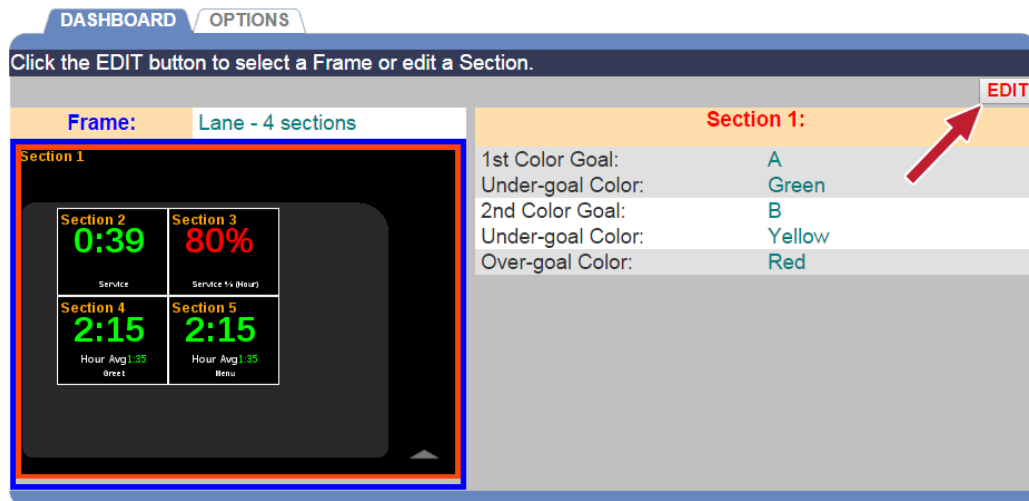 DASHBOARD OPTIONS
Click the EDIT button to select a Frame or edit a Section.
EDIT
Frame: Lane - 4 sections
Section 1:
Section 1
Section 2 Section 3
0:39 80%
Service Service % (Hour)
Section 4 Section 5
2:15 2:15
Hour Avg 1:35 Hour Avg 1:35
Greet Menu
1st Color Goal: A
Under-goal Color: Green
2nd Color Goal: B
Under-goal Color: Yellow
Over-goal Color: Red